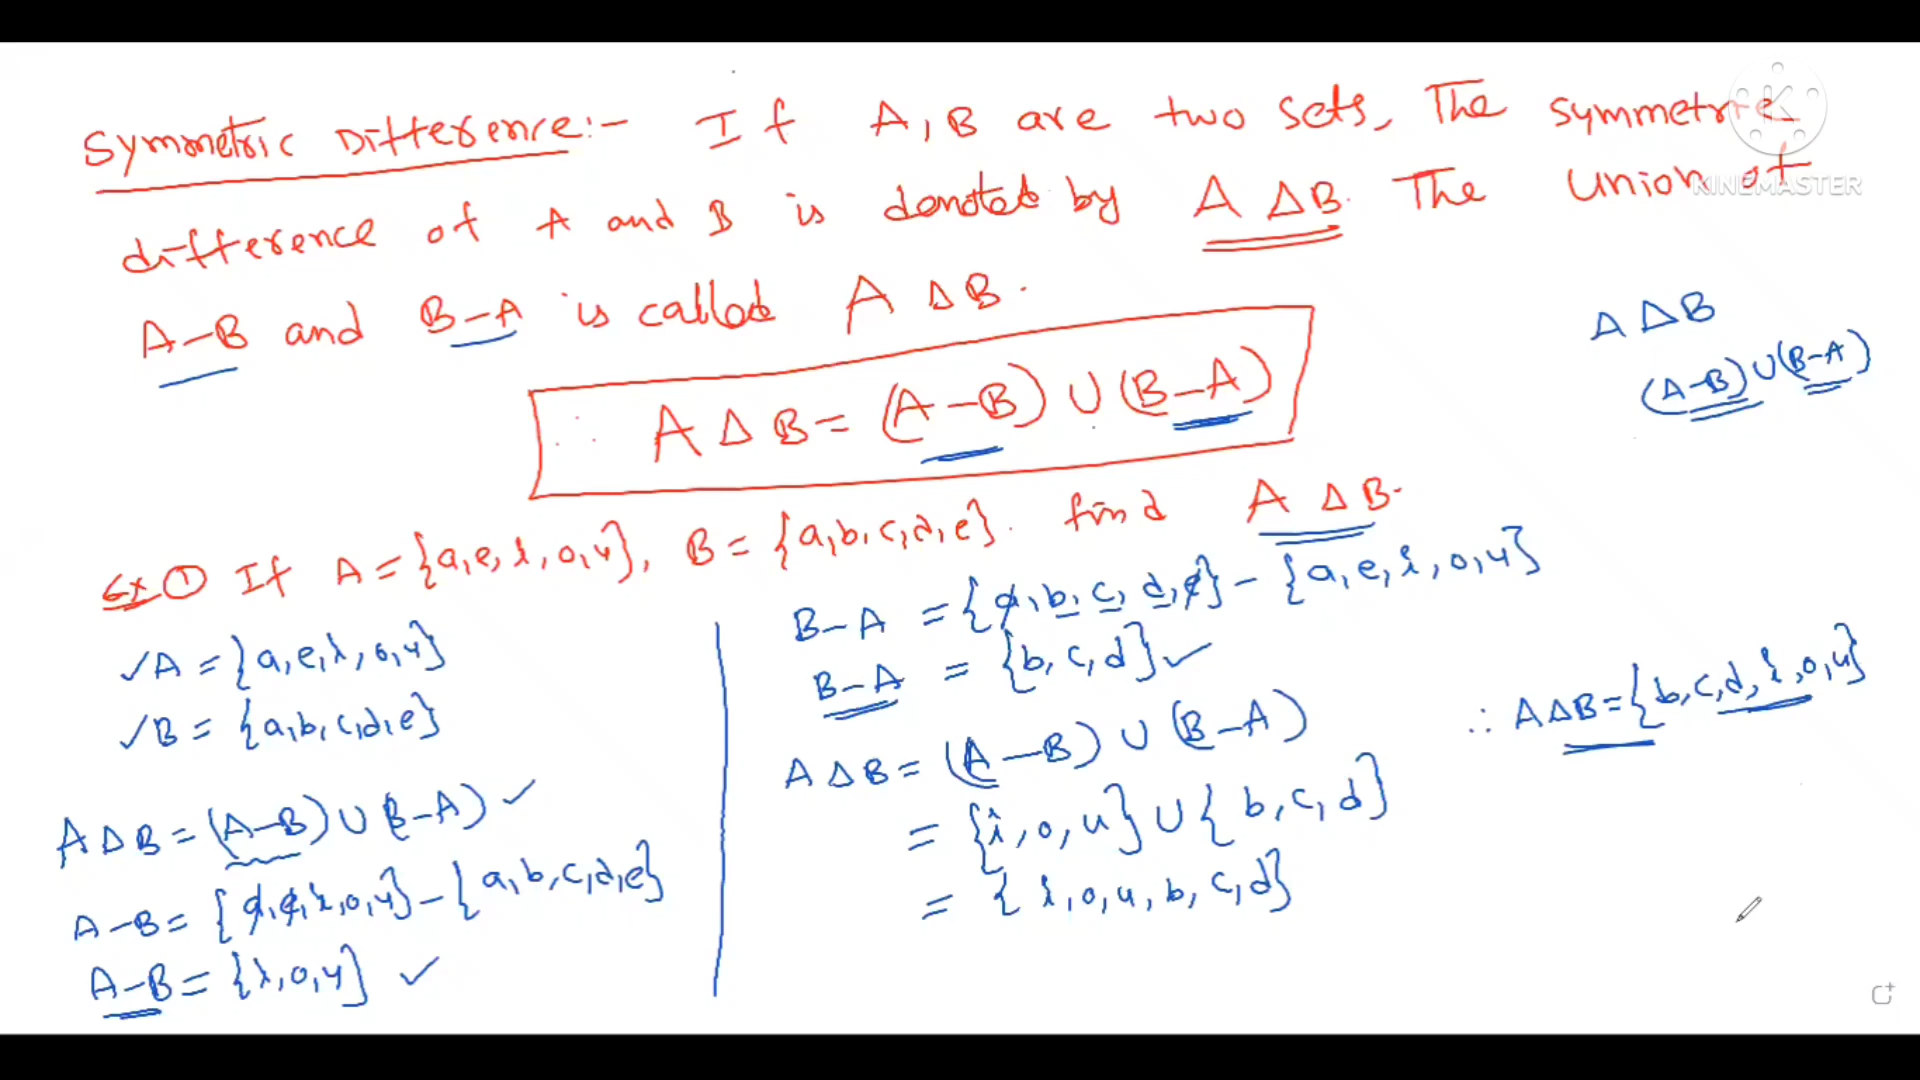 Symmetric Difference:- If A, B are two sets, The symmetric
difference of A and B is denoted by A Δ B. The union of
A-B and B-A is called A Δ B.
∴ A Δ B = (A-B) ∪ (B-A)
A Δ B
(A-B) ∪ (B-A)
Ex ① If A = {a,e,i,o,u}, B = {a,b,c,d,e}. find A Δ B.
✓A = {a,e,i,o,u}
✓B = {a,b,c,d,e}
A Δ B = (A-B) ∪ (B-A) ✓
A-B = {a,e,i,o,u} - {a,b,c,d,e}
A-B = {i,o,u} ✓
B-A = {a,b,c,d,e} - {a,e,i,o,u}
B-A = {b,c,d} ✓
A Δ B = (A-B) ∪ (B-A)
= {i,o,u} ∪ {b,c,d}
= {i,o,u,b,c,d}
∴ A Δ B = {b,c,d,i,o,u}
KINEMASTER